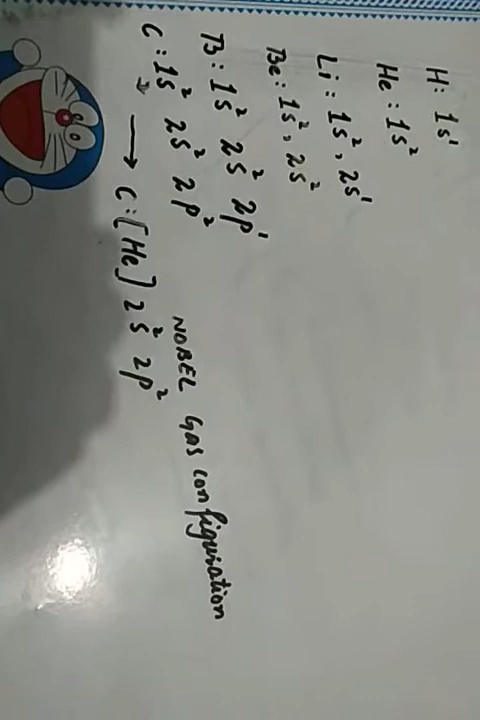 H: 1s¹
He: 1s²
Li: 1s², 2s¹
Be: 1s², 2s²
B: 1s² 2s² 2p¹
C: 1s² 2s² 2p²
NOBEL Gas configuration
→ C: [He] 2s² 2p²